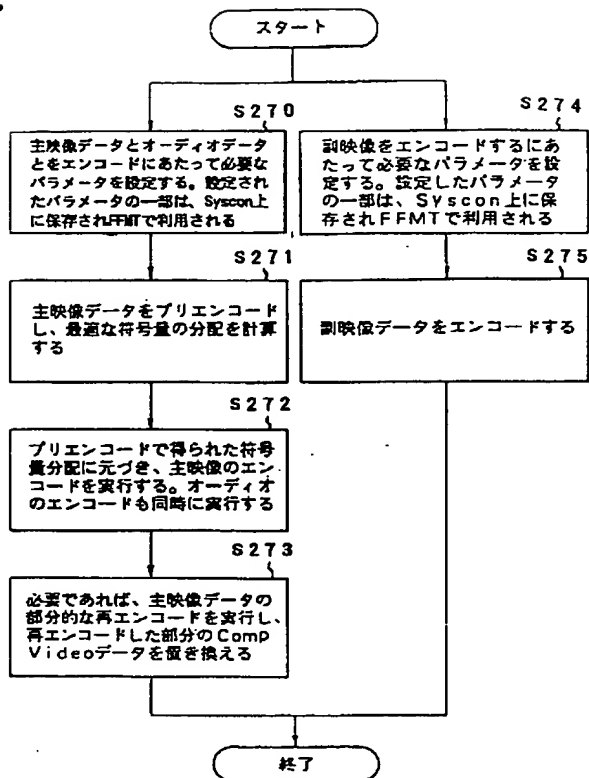 スタート
S270
主映像データとオーディオデータ
とをエンコードにあたって必要な
パラメータを設定する。設定され
たパラメータの一部は、Syscon上
に保存されFFMTで利用される
S271
主映像データをプリエンコード
し、最適な符号量の分配を計算
する
S272
プリエンコードで得られた符号
量分配に元づき、主映像のエン
コードを実行する。オーディオ
のエンコードも同時に実行する
S273
必要であれば、主映像データの
部分的な再エンコードを実行し、
再エンコードした部分のComp
Videoデータを置き換える
S274
副映像をエンコードするにあ
たって必要なパラメータを設
定する。設定したパラメータ
の一部は、Syscon上に保
存されFFMTで利用される
S275
副映像データをエンコードする
終了